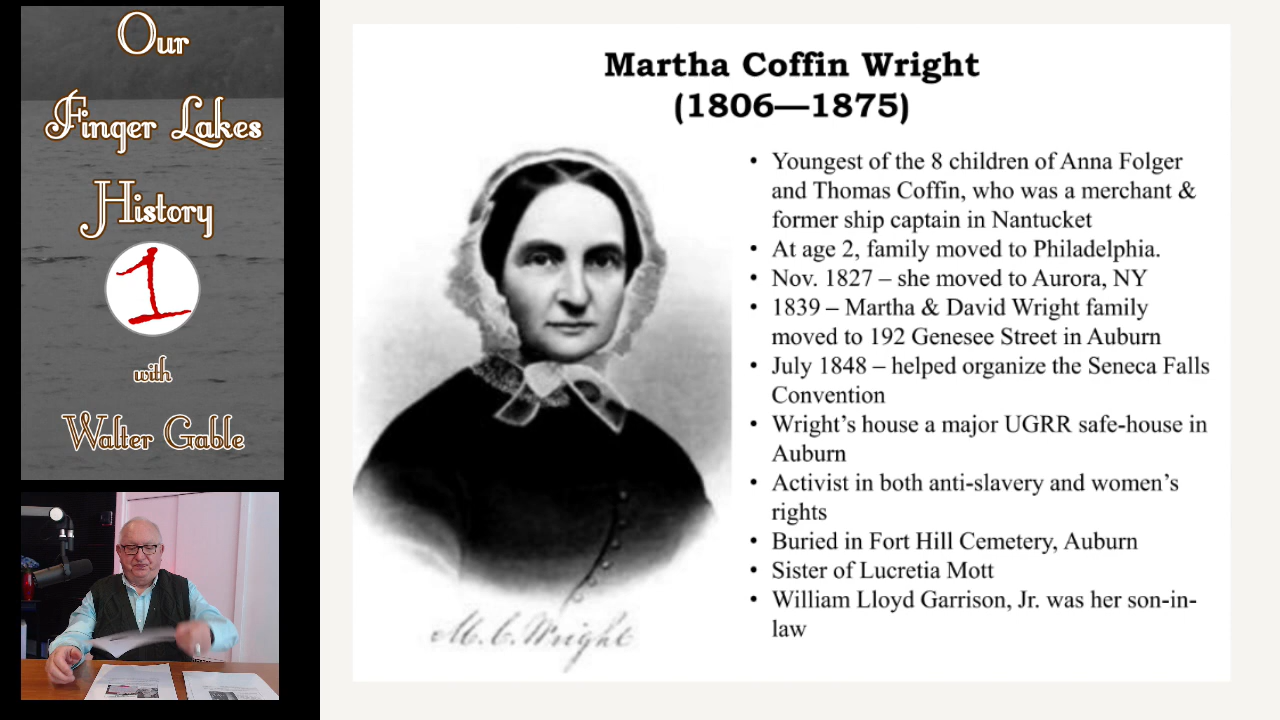 Our
Finger Lakes
History
1
with
Walter Gable
Martha Coffin Wright
(1806—1875)
• Youngest of the 8 children of Anna Folger
and Thomas Coffin, who was a merchant &
former ship captain in Nantucket
• At age 2, family moved to Philadelphia.
• Nov. 1827 – she moved to Aurora, NY
• 1839 – Martha & David Wright family
moved to 192 Genesee Street in Auburn
• July 1848 – helped organize the Seneca Falls
Convention
• Wright’s house a major UGRR safe-house in
Auburn
• Activist in both anti-slavery and women’s
rights
• Buried in Fort Hill Cemetery, Auburn
• Sister of Lucretia Mott
• William Lloyd Garrison, Jr. was her son-in-
law
M. C. Wright